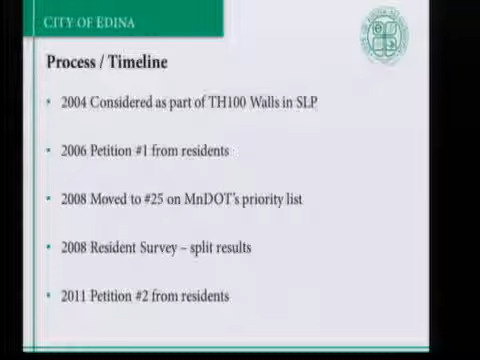 CITY OF EDINA
Process / Timeline
• 2004 Considered as part of TH100 Walls in SLP
• 2006 Petition #1 from residents
• 2008 Moved to #25 on MnDOT's priority list
• 2008 Resident Survey – split results
• 2011 Petition #2 from residents